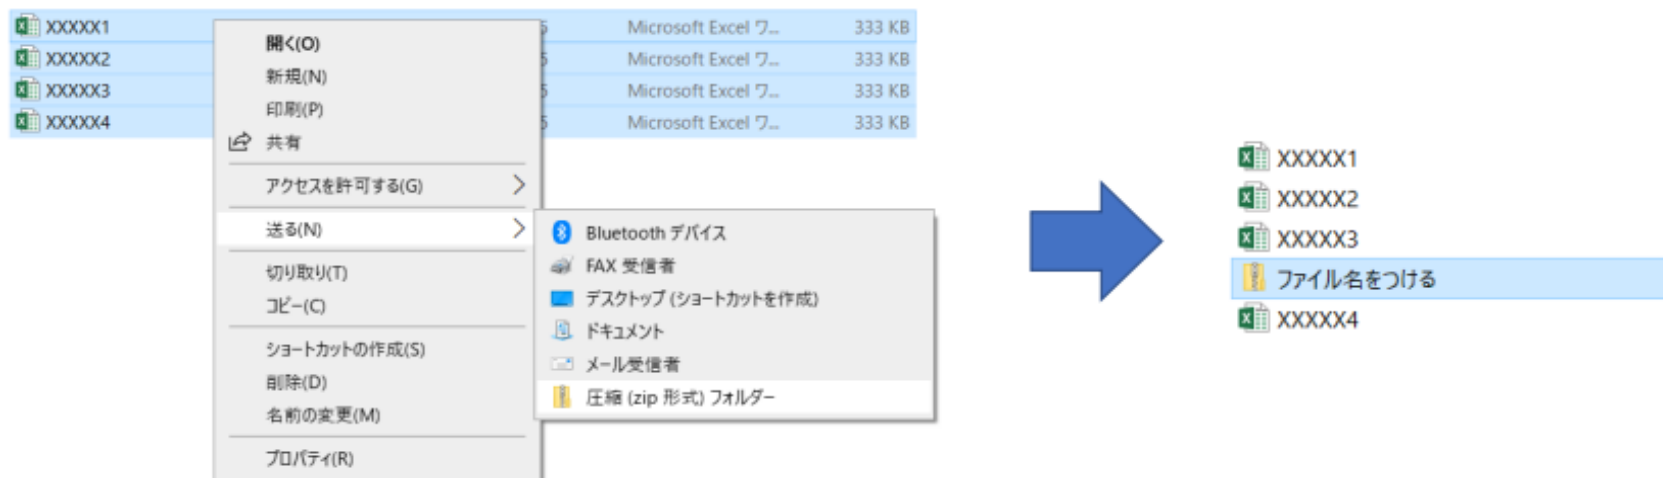 XXXXX1 5 Microsoft Excel ワ... 333 KB
XXXXX2 5 Microsoft Excel ワ... 333 KB
XXXXX3 5 Microsoft Excel ワ... 333 KB
XXXXX4 5 Microsoft Excel ワ... 333 KB
開く(O)
新規(N)
印刷(P)
共有
アクセスを許可する(G)
送る(N)
切り取り(T)
コピー(C)
ショートカットの作成(S)
削除(D)
名前の変更(M)
プロパティ(R)
Bluetooth デバイス
FAX 受信者
デスクトップ (ショートカットを作成)
ドキュメント
メール受信者
圧縮 (zip 形式) フォルダー
XXXXX1
XXXXX2
XXXXX3
ファイル名をつける
XXXXX4